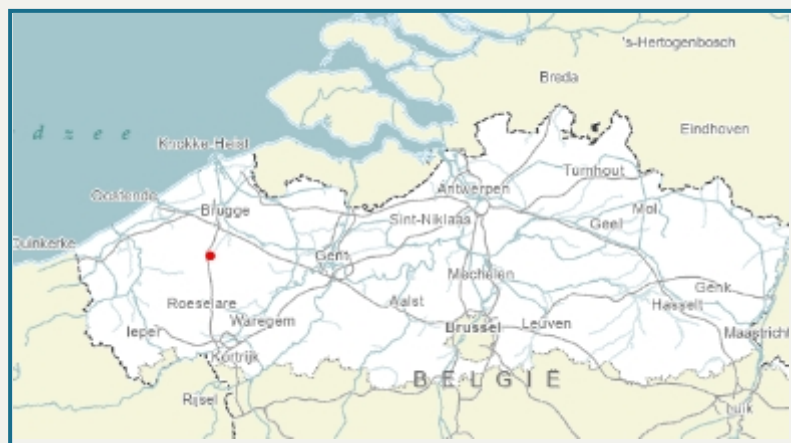 's-Hertogenbosch
Breda
Eindhoven
d z e e
Knokke-Heist
Turnhout
Antwerpen
Oostende
Mol
Brugge
Sint-Niklaas
Geel
Duinkerke
Gent
Mechelen
Genk
Roeselare
Aalst
Hasselt
Waregem
Brussel
Leuven
Ieper
Maastricht
Kortrijk
BELGIË
Rijsel
Luik